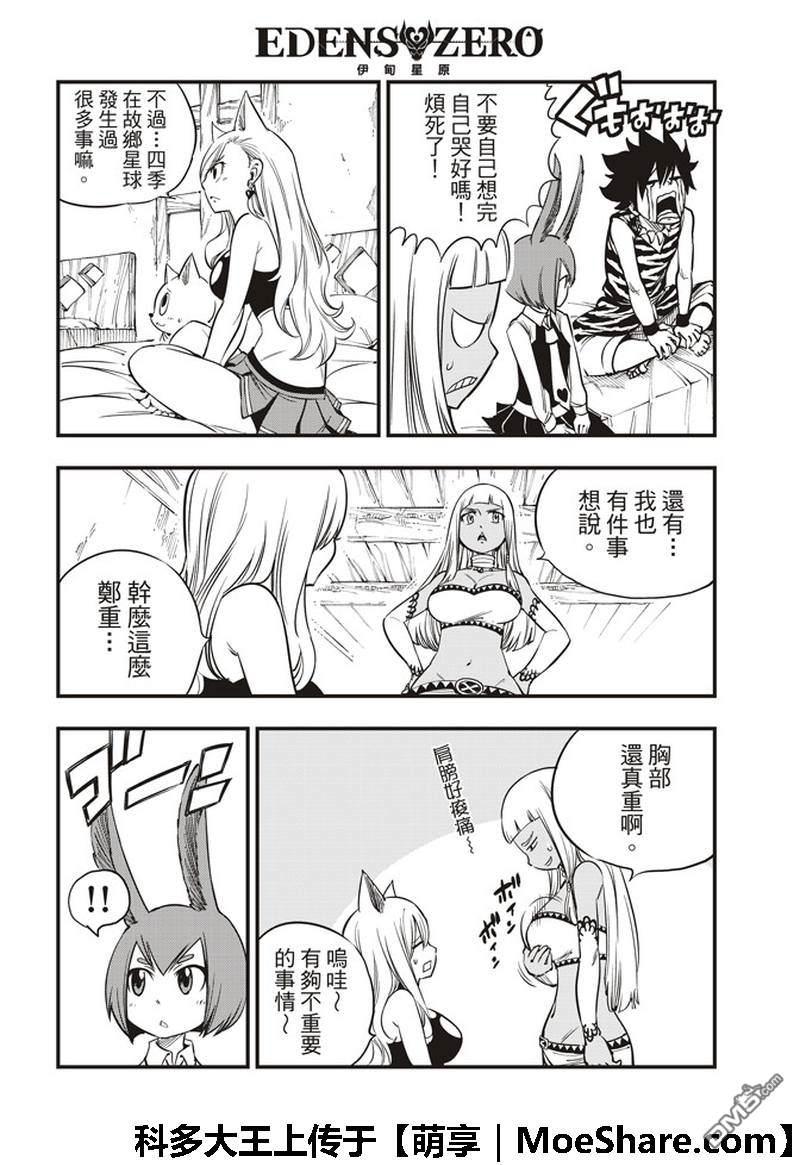 EDENS ZERO
伊甸星原
ぐもぉぉぉぉ
不要自己想完
自己哭好嗎！
煩死了！
不過…四季
在故鄉星球
發生過
很多事嘛。
還有…
我也
有件事
想說。
幹麼這麼
鄭重…
胸部
還真重啊。
肩膀好痠痛～
ボイン
ボイン
嗚哇～
有夠不重要
的事情～
!!
DM5.com
科多大王上传于【萌享 | MoeShare.com】